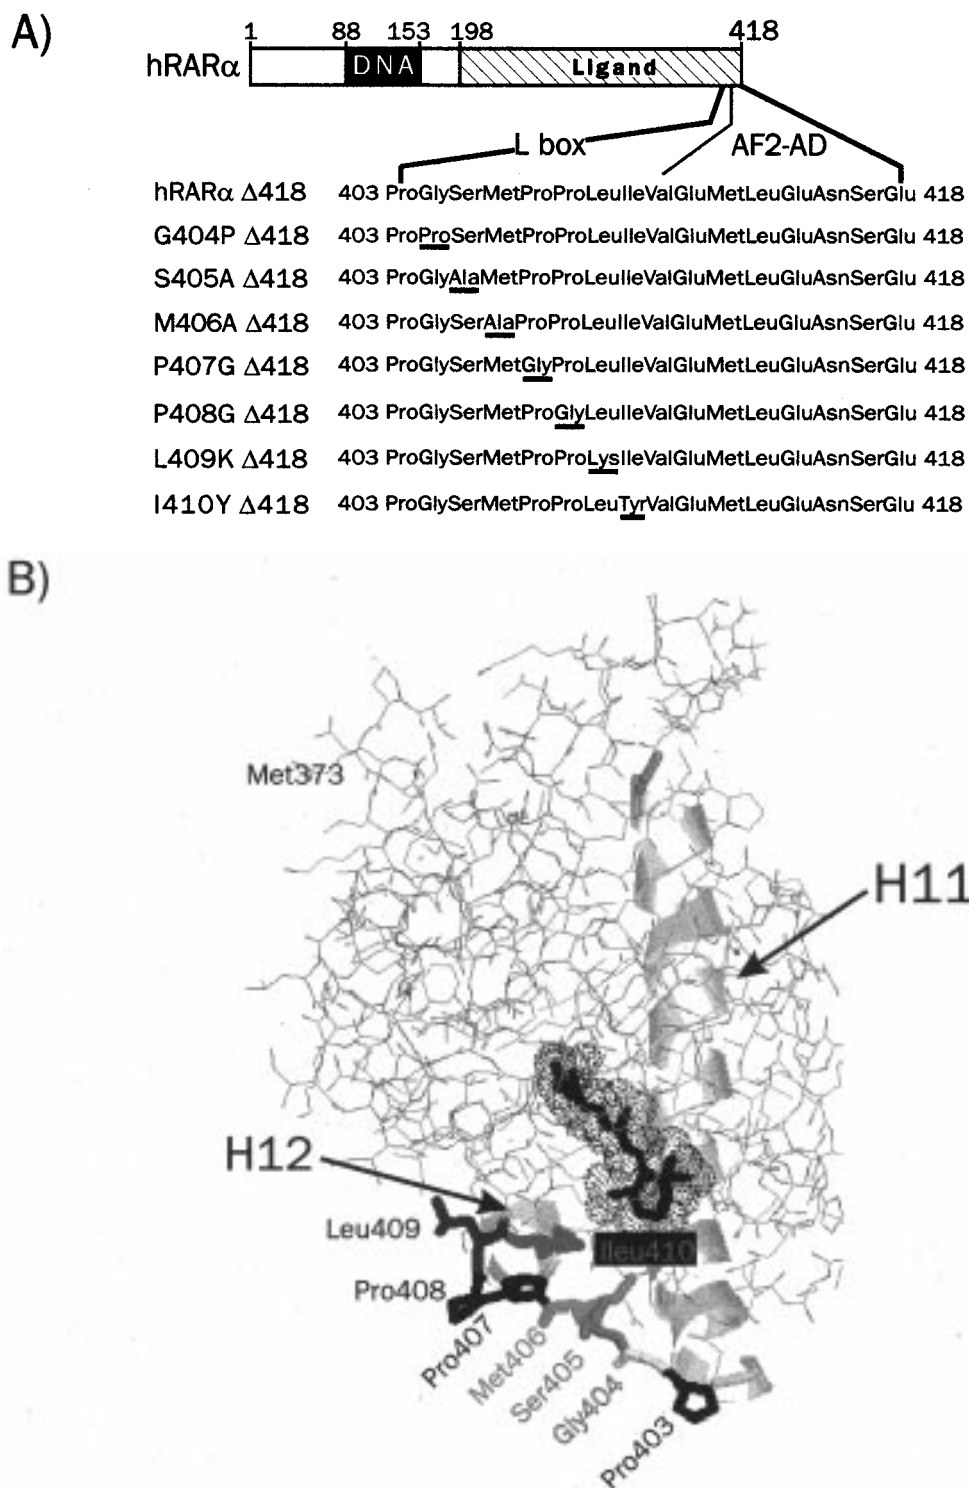 A)
1 88 153 198 418
hRARα DNA Ligand
L box AF2-AD
hRARα Δ418 403 ProGlySerMetProProLeuIleValGluMetLeuGluAsnSerGlu 418
G404P Δ418 403 ProProSerMetProProLeuIleValGluMetLeuGluAsnSerGlu 418
S405A Δ418 403 ProGlyAlaMetProProLeuIleValGluMetLeuGluAsnSerGlu 418
M406A Δ418 403 ProGlySerAlaProProLeuIleValGluMetLeuGluAsnSerGlu 418
P407G Δ418 403 ProGlySerMetGlyProLeuIleValGluMetLeuGluAsnSerGlu 418
P408G Δ418 403 ProGlySerMetProGlyLeuIleValGluMetLeuGluAsnSerGlu 418
L409K Δ418 403 ProGlySerMetProProLysIleValGluMetLeuGluAsnSerGlu 418
I410Y Δ418 403 ProGlySerMetProProLeuTyrValGluMetLeuGluAsnSerGlu 418
B)
Met373
H11
H12
Leu409
Ileu410
Pro408
Pro407
Met406
Ser405
Gly404
Pro403